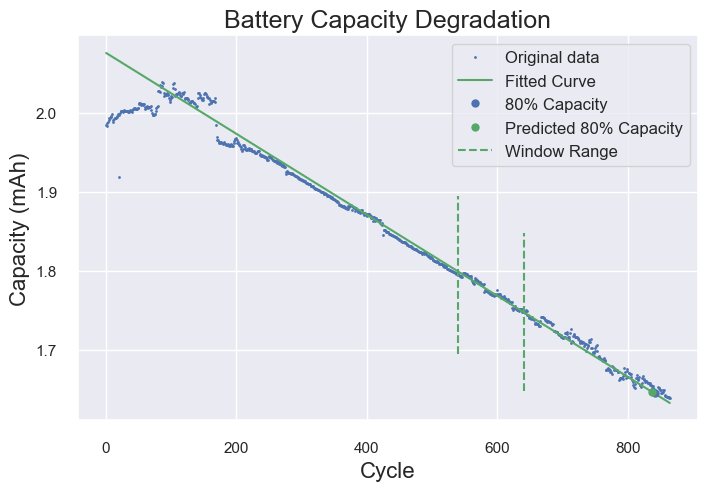 Battery Capacity Degradation
Original data
Fitted Curve
80% Capacity
Predicted 80% Capacity
Window Range
Capacity (mAh)
2.0
1.9
1.8
1.7
0 200 400 600 800
Cycle